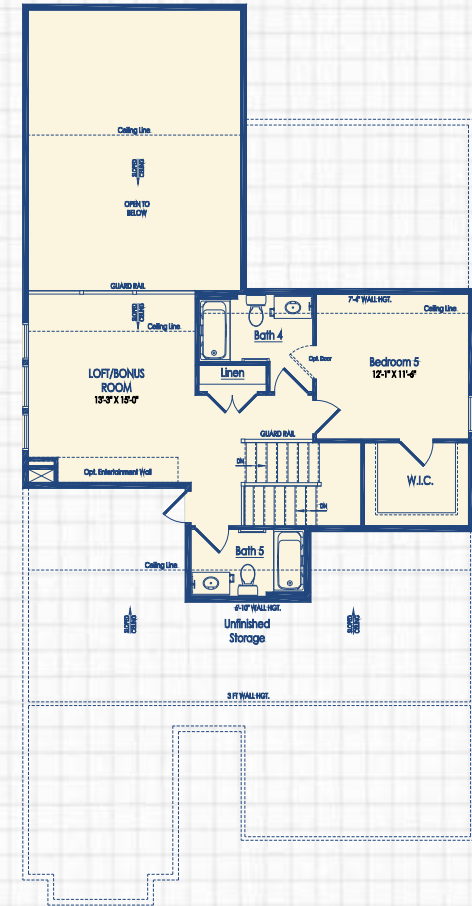 Ceiling Line
SLOPED
CEILING
OPEN TO
BELOW
GUARD RAIL
SLOPED
CEILING
Ceiling Line
7'-4" WALL HGT.
Ceiling Line
Bath 4
Opt. Door
Bedroom 5
12'-1" X 11'-6"
LOFT/BONUS
ROOM
13'-3" X 15'-0"
Linen
GUARD RAIL
DN
Opt. Entertainment Wall
W.I.C.
DN
Bath 5
Ceiling Line
6'-10" WALL HGT.
SLOPED
CEILING
Unfinished
Storage
SLOPED
CEILING
3 FT WALL HGT.